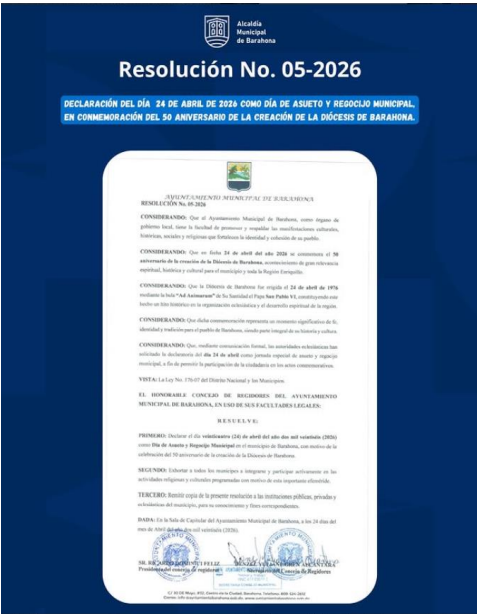 Alcaldía
Municipal
de Barahona
Resolución No. 05-2026
DECLARACIÓN DEL DÍA 24 DE ABRIL DE 2026 COMO DÍA DE ASUETO Y REGOCIJO MUNICIPAL,
EN CONMEMORACIÓN DEL 50 ANIVERSARIO DE LA CREACIÓN DE LA DIÓCESIS DE BARAHONA.
AYUNTAMIENTO MUNICIPAL DE BARAHONA
RESOLUCIÓN No. 05-2026
CONSIDERANDO: Que el Ayuntamiento Municipal de Barahona, como órgano de
gobierno local, tiene la facultad de promover y respaldar las manifestaciones culturales,
históricas, sociales y religiosas que fortalecen la identidad y cohesión de su pueblo.
CONSIDERANDO: Que en fecha 24 de abril del año 2026 se conmemora el 50
aniversario de la creación de la Diócesis de Barahona, acontecimiento de gran relevancia
espiritual, histórica y cultural para el municipio y toda la Región Enriquillo.
CONSIDERANDO: Que la Diócesis de Barahona fue erigida el 24 de abril de 1976
mediante la bula "Ad Animarum" de Su Santidad el Papa San Pablo VI, constituyendo este
hecho un hito histórico en la organización eclesiástica y el desarrollo espiritual de la región.
CONSIDERANDO: Que dicha conmemoración representa un momento significativo de fe,
identidad y tradición para el pueblo de Barahona, siendo parte integral de su historia y cultura.
CONSIDERANDO: Que, mediante comunicación formal, las autoridades eclesiásticas han
solicitado la declaratoria del día 24 de abril como jornada especial de asueto y regocijo
municipal, a fin de permitir la participación de la ciudadanía en los actos conmemorativos.
VISTA: La Ley No. 176-07 del Distrito Nacional y los Municipios.
EL HONORABLE CONCEJO DE REGIDORES DEL AYUNTAMIENTO
MUNICIPAL DE BARAHONA, EN USO DE SUS FACULTADES LEGALES:
RESUELVE:
PRIMERO: Declarar el día veinticuatro (24) de abril del año dos mil veintiséis (2026)
como Día de Asueto y Regocijo Municipal en el municipio de Barahona, con motivo de la
celebración del 50 aniversario de la creación de la Diócesis de Barahona.
SEGUNDO: Exhortar a todos los munícipes a integrarse y participar activamente en las
actividades religiosas y culturales programadas con motivo de esta importante efeméride.
TERCERO: Remitir copia de la presente resolución a las instituciones públicas, privadas y
eclesiásticas del municipio, para su conocimiento y fines correspondientes.
DADA: En la Sala de Capitular del Ayuntamiento Municipal de Barahona, a los 24 días del
mes de Abril del año dos mil veintiséis (2026).
SR. RICARDO FELIZ
Presidente del concejo de regidores
Secretaria del Concejo de Regidores